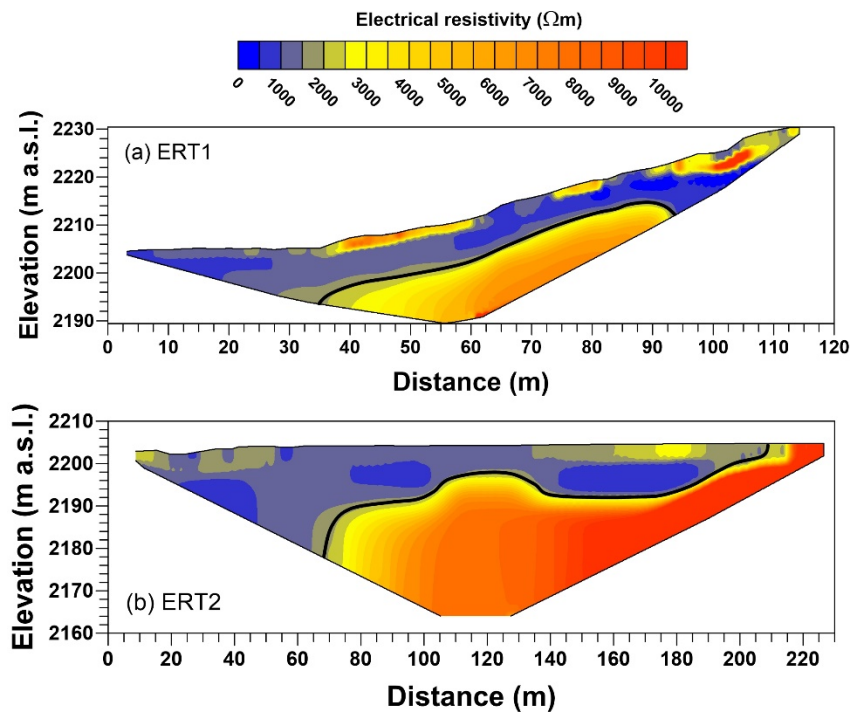 Electrical resistivity (Ωm)
0 1000 2000 3000 4000 5000 6000 7000 8000 9000 10000
(a) ERT1
Elevation (m a.s.l.)
2230
2220
2210
2200
2190
0 10 20 30 40 50 60 70 80 90 100 110 120
Distance (m)
Elevation (m a.s.l.)
2210
2200
2190
2180
2170
2160
(b) ERT2
0 20 40 60 80 100 120 140 160 180 200 220
Distance (m)